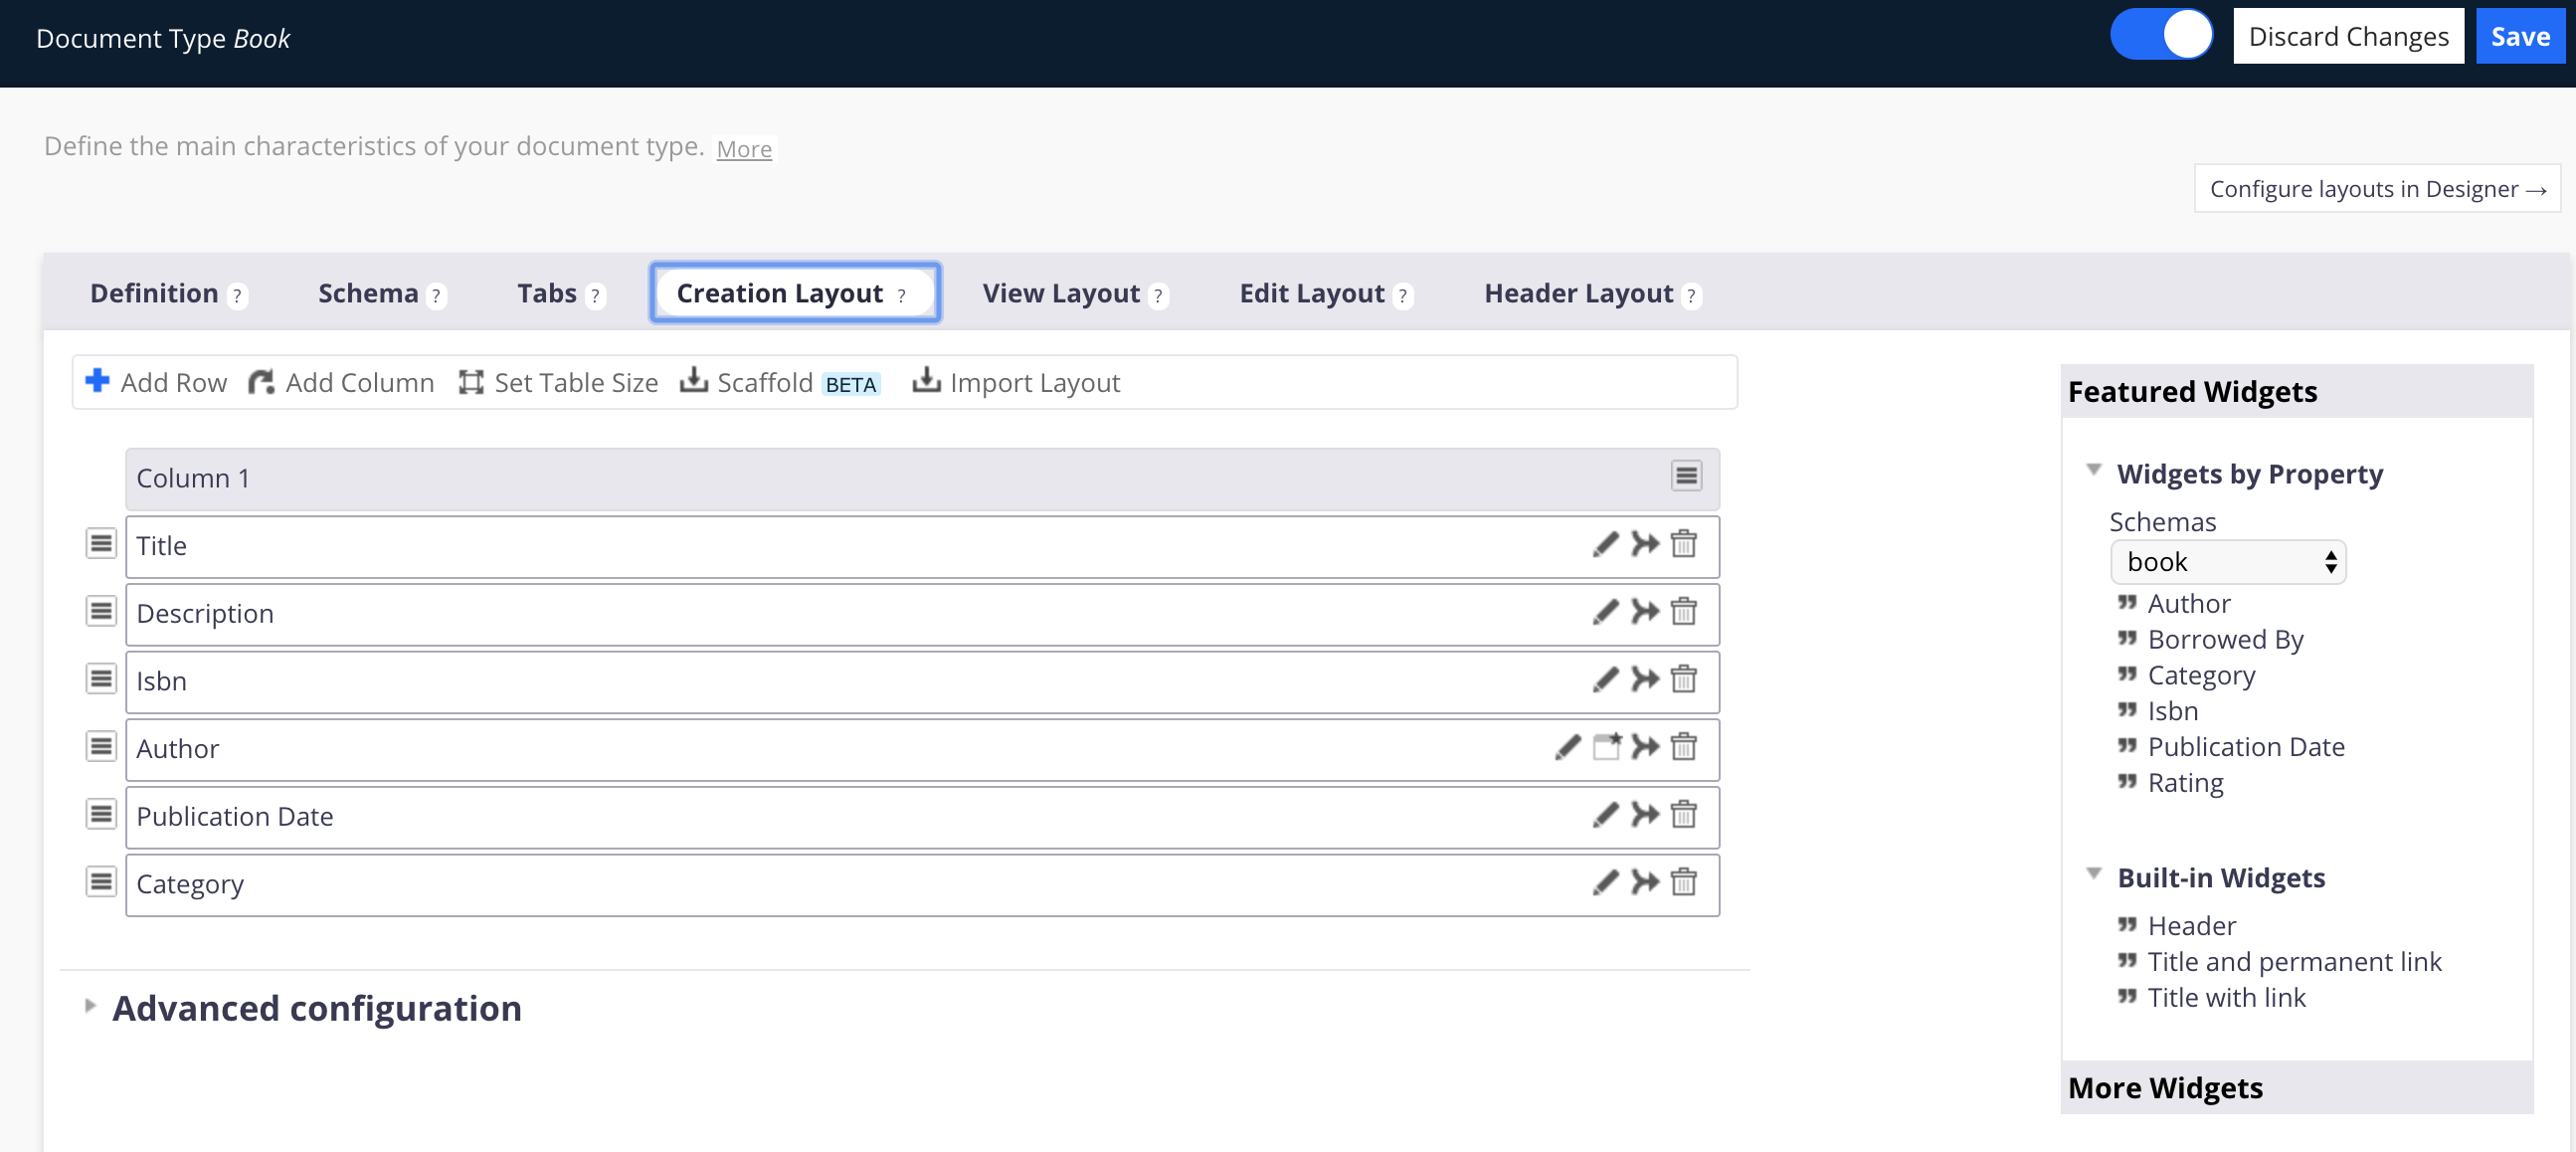 Document Type Book
Discard Changes
Save
Define the main characteristics of your document type. More
Configure layouts in Designer →
Definition ?
Schema ?
Tabs ?
Creation Layout ?
View Layout ?
Edit Layout ?
Header Layout ?
Add Row
Add Column
Set Table Size
Scaffold BETA
Import Layout
Column 1
Title
Description
Isbn
Author
Publication Date
Category
Advanced configuration
Featured Widgets
Widgets by Property
Schemas
book
Author
Borrowed By
Category
Isbn
Publication Date
Rating
Built-in Widgets
Header
Title and permanent link
Title with link
More Widgets